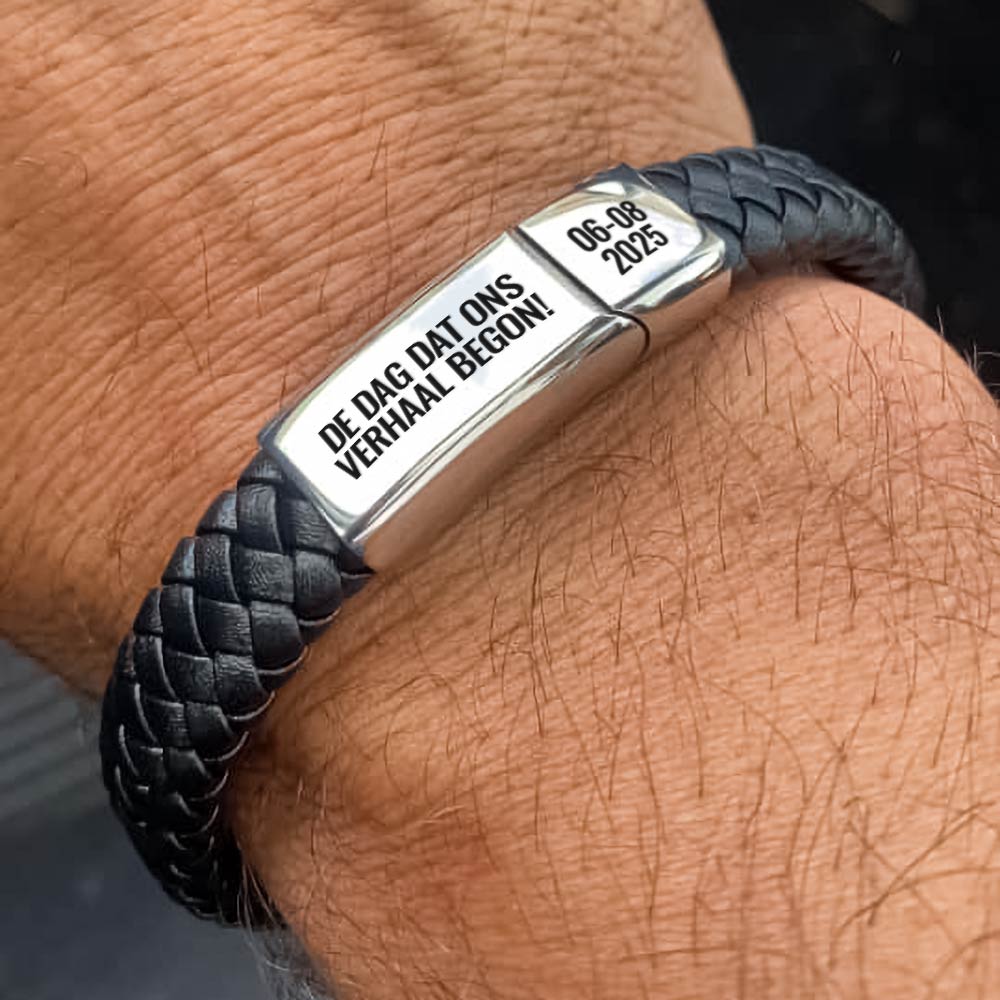 DE DAG DAT ONS
VERHAAL BEGON!
06-08
2025